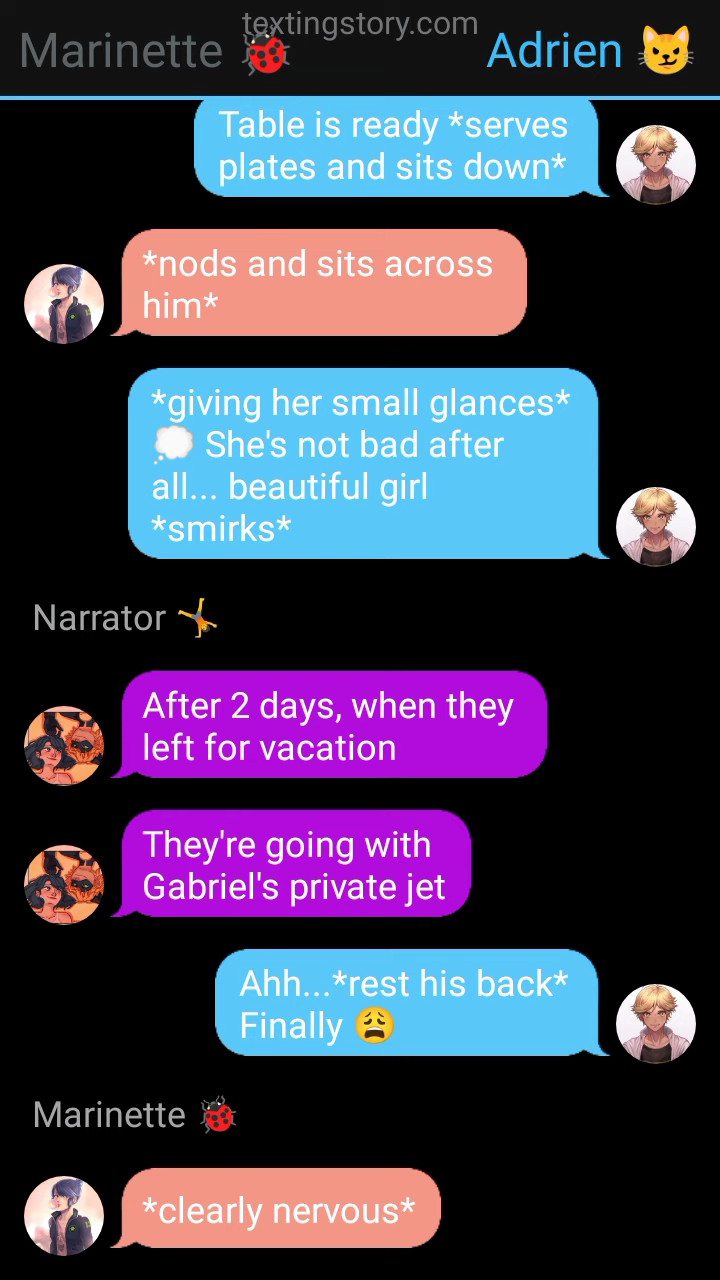 textingstory.com
Marinette 🐞 Adrien 😼
Table is ready *serves
plates and sits down*
*nods and sits across
him*
*giving her small glances*
💭 She's not bad after
all... beautiful girl
*smirks*
Narrator 🤸
After 2 days, when they
left for vacation
They're going with
Gabriel's private jet
Ahh...*rest his back*
Finally 😩
Marinette 🐞
*clearly nervous*